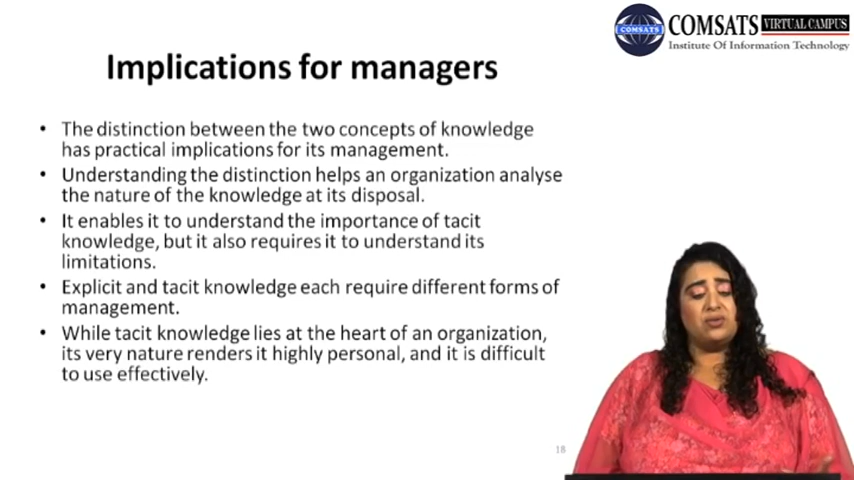 COMSATS
COMSATS VIRTUAL CAMPUS
Institute Of Information Technology
Implications for managers
• The distinction between the two concepts of knowledge
has practical implications for its management.
• Understanding the distinction helps an organization analyse
the nature of the knowledge at its disposal.
• It enables it to understand the importance of tacit
knowledge, but it also requires it to understand its
limitations.
• Explicit and tacit knowledge each require different forms of
management.
• While tacit knowledge lies at the heart of an organization,
its very nature renders it highly personal, and it is difficult
to use effectively.
18